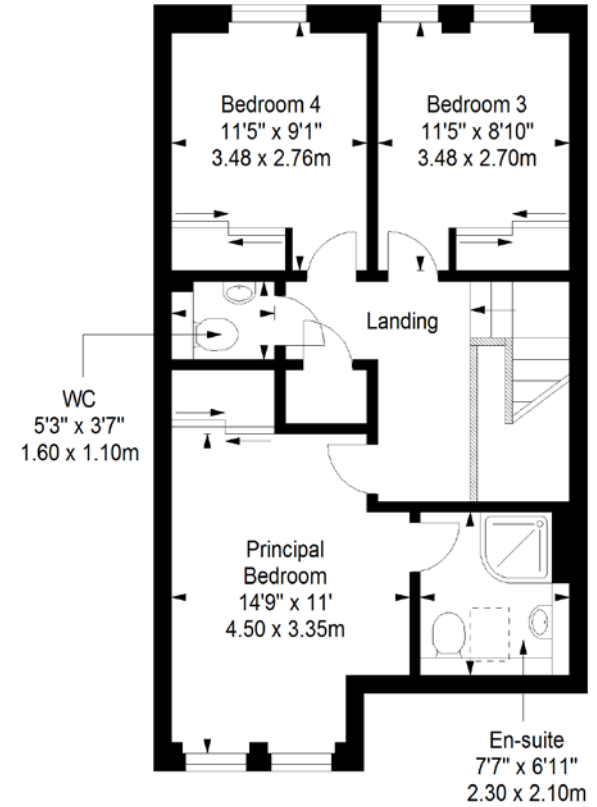 Bedroom 4
11'5" x 9'1"
3.48 x 2.76m
Bedroom 3
11'5" x 8'10"
3.48 x 2.70m
Landing
WC
5'3" x 3'7"
1.60 x 1.10m
Principal
Bedroom
14'9" x 11'
4.50 x 3.35m
En-suite
7'7" x 6'11"
2.30 x 2.10m